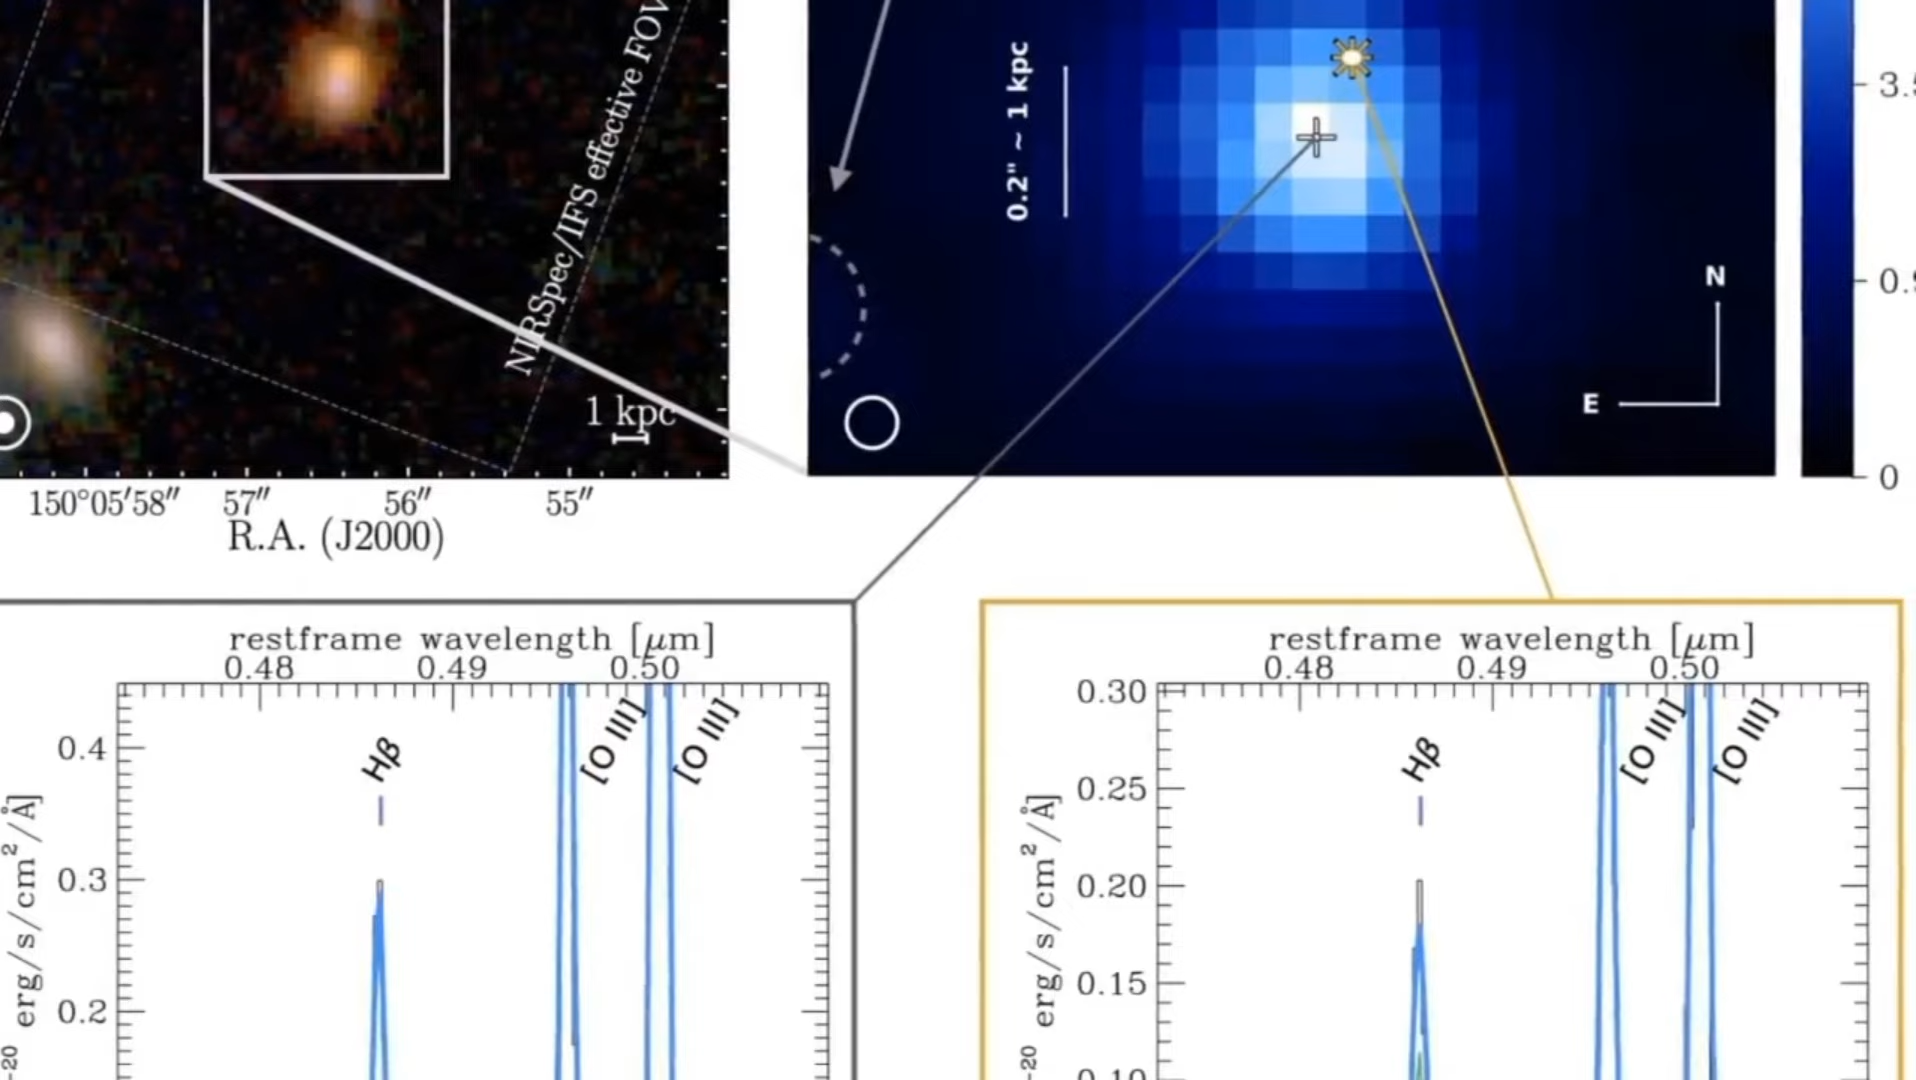 NIRSpec/IFS effective FOV
1 kpc
150°05′58″ 57″ 56″ 55″
R.A. (J2000)
0.2" ~ 1 kpc
N
E
0
restframe wavelength [μm]
0.48 0.49 0.50
Hβ
[O III]
[O III]
0.4
0.3
0.2
erg/s/cm²/Å]
-20
restframe wavelength [μm]
0.48 0.49 0.50
Hβ
[O III]
[O III]
0.30
0.25
0.20
0.15
0.10
erg/s/cm²/Å]
-20